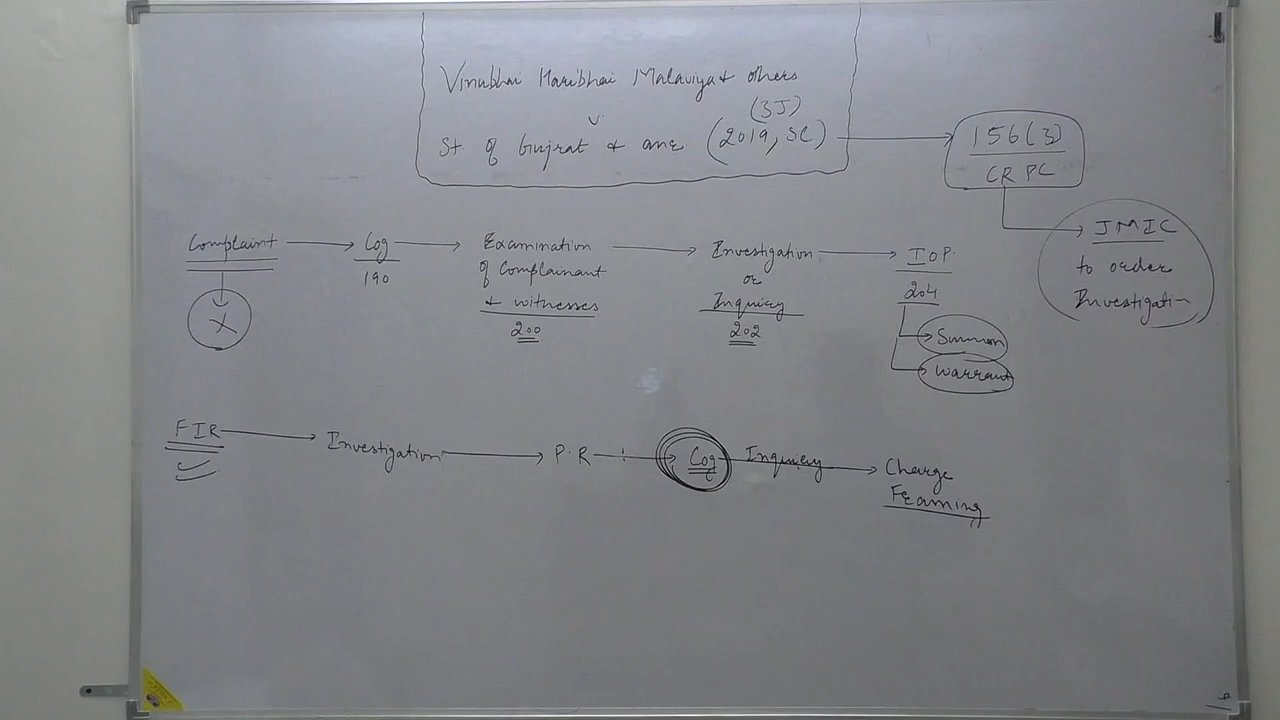 Vinubhai Haribhai Malaviya & others
(3J)
v.
St. of Gujrat & anr. (2019, SC)
156(3)
CR PC
JMIC
to order
Investigation
Complaint
X
Cog
190
Examination
of Complainant
& witnesses
200
Investigation
or
Inquiry
202
I O P.
204
Summon
Warrant
FIR
Investigation
P.R
Cog
Inquiry
Charge
Framing